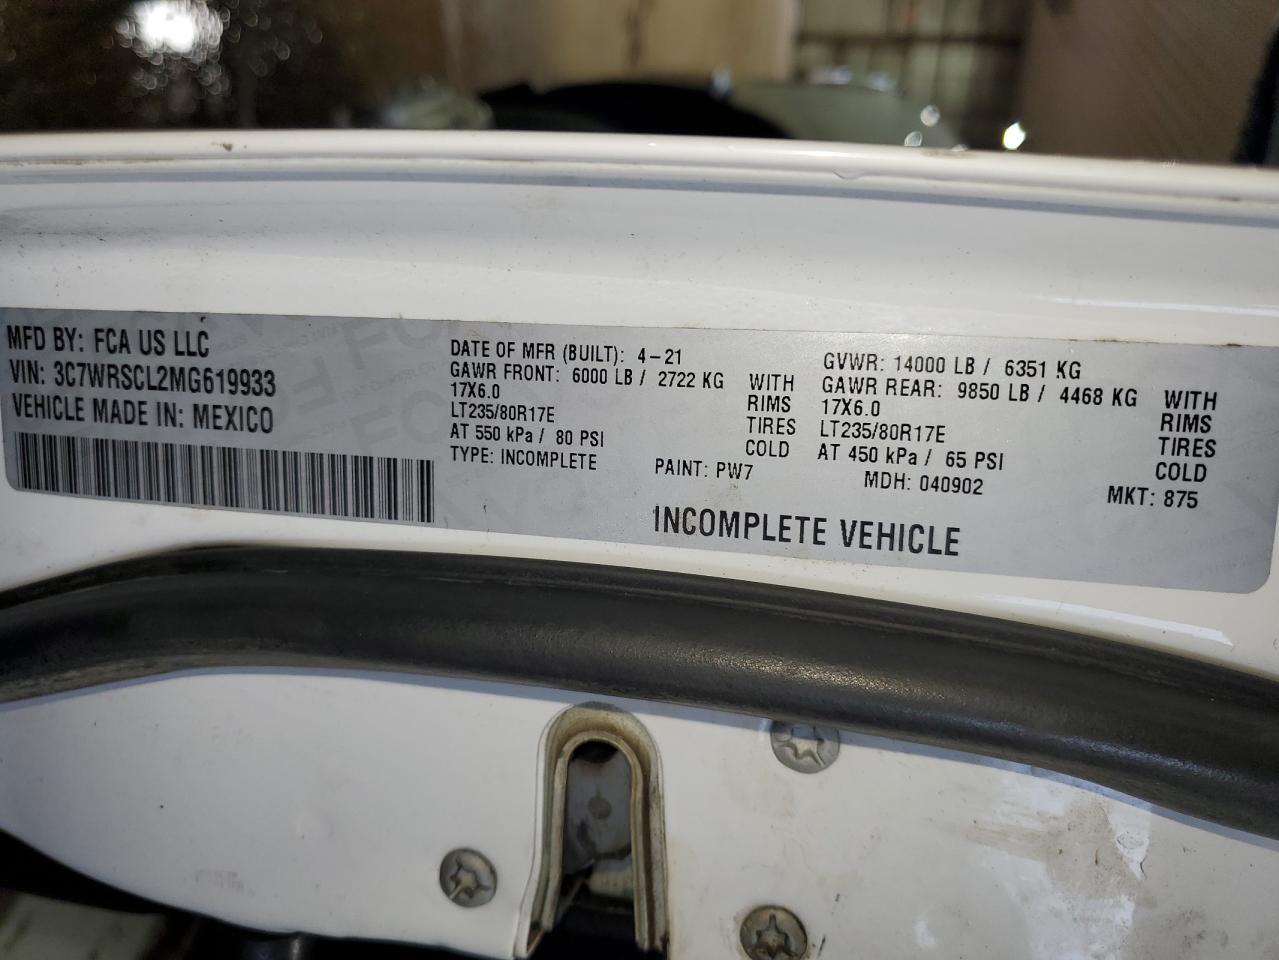 MFD BY: FCA US LLC
VIN: 3C7WRSCL2MG619933
VEHICLE MADE IN: MEXICO
DATE OF MFR (BUILT): 4-21
GAWR FRONT: 6000 LB / 2722 KG WITH
17X6.0 RIMS
LT235/80R17E TIRES
AT 550 kPa / 80 PSI COLD
TYPE: INCOMPLETE
PAINT: PW7
GVWR: 14000 LB / 6351 KG
GAWR REAR: 9850 LB / 4468 KG WITH
17X6.0 RIMS
LT235/80R17E TIRES
AT 450 kPa / 65 PSI COLD
MDH: 040902
MKT: 875
INCOMPLETE VEHICLE